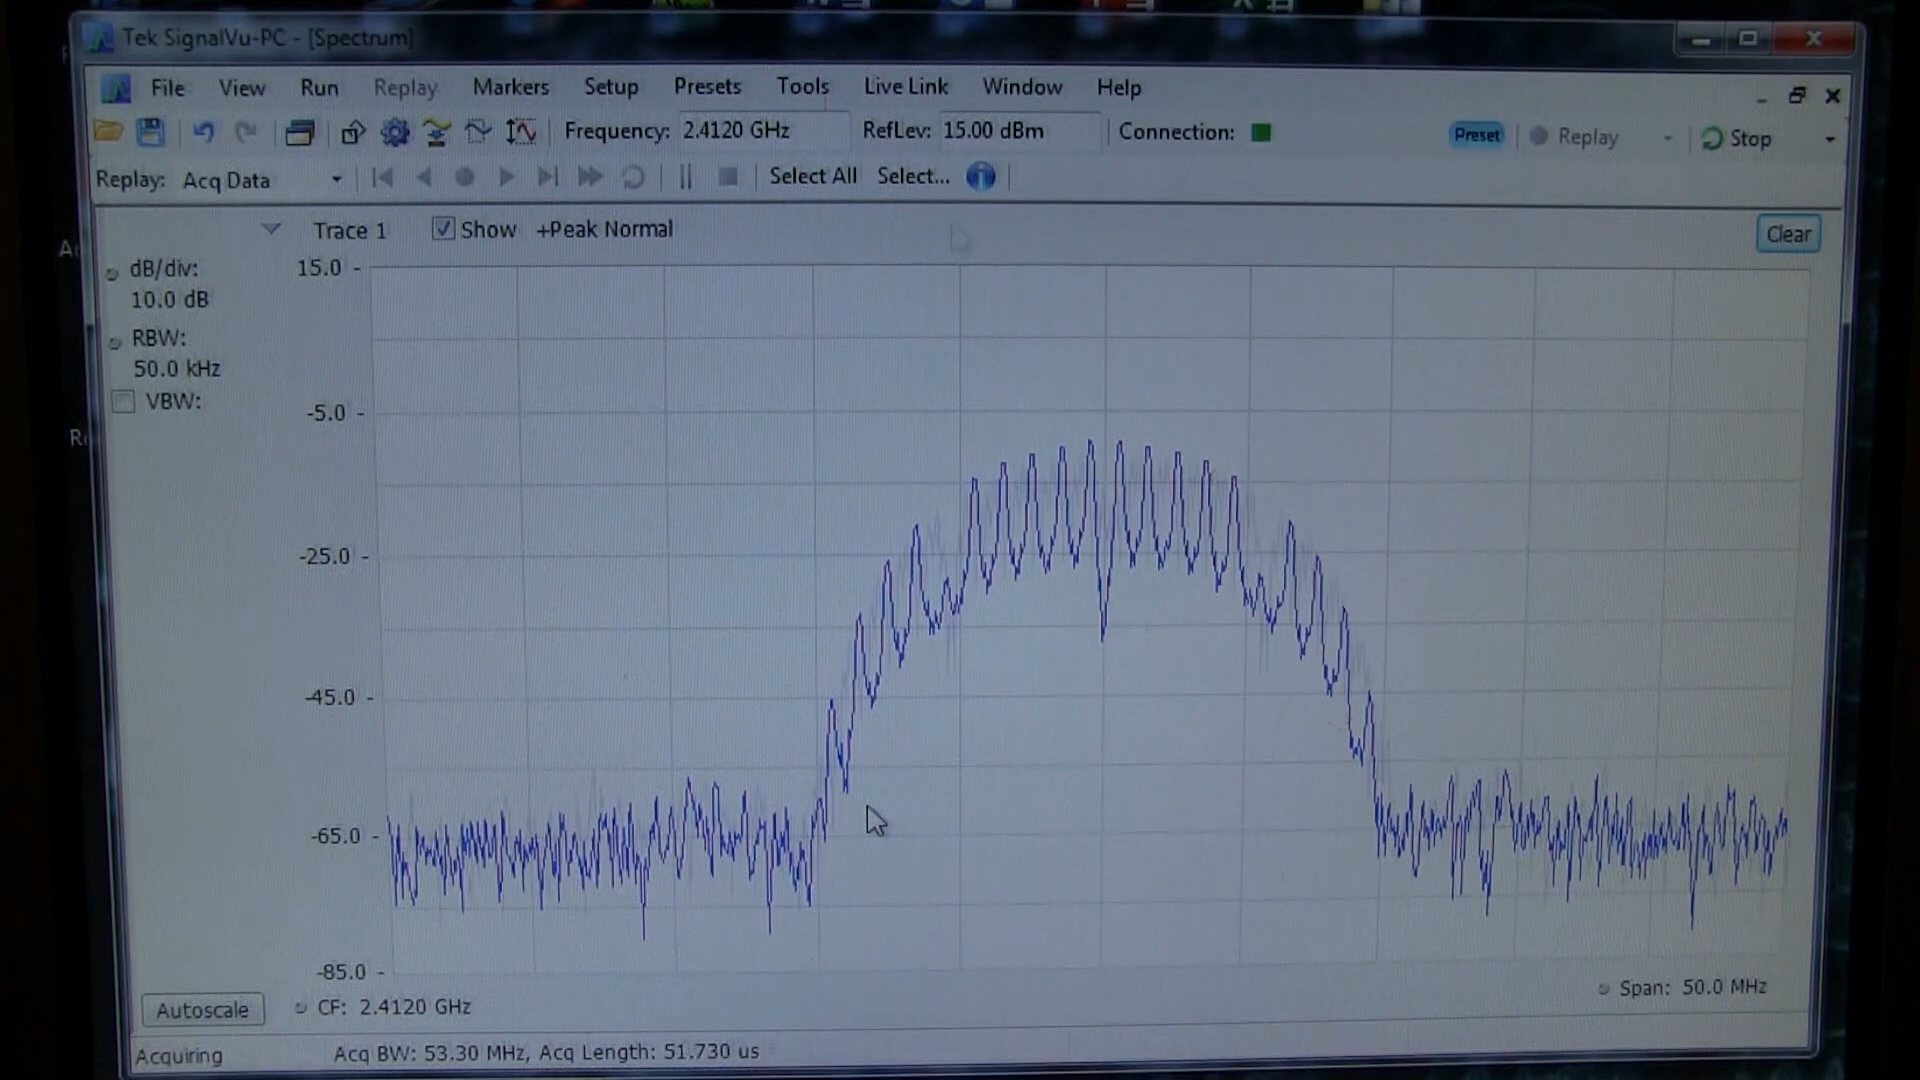 Tek SignalVu-PC - [Spectrum]
File View Run Replay Markers Setup Presets Tools Live Link Window Help
Frequency: 2.4120 GHz RefLev: 15.00 dBm Connection: Preset Replay Stop
Replay: Acq Data Select All Select...
Trace 1 Show +Peak Normal Clear
dB/div:
10.0 dB
RBW:
50.0 kHz
VBW:
15.0
-5.0
-25.0
-45.0
-65.0
-85.0
Autoscale CF: 2.4120 GHz Span: 50.0 MHz
Acquiring Acq BW: 53.30 MHz, Acq Length: 51.730 us